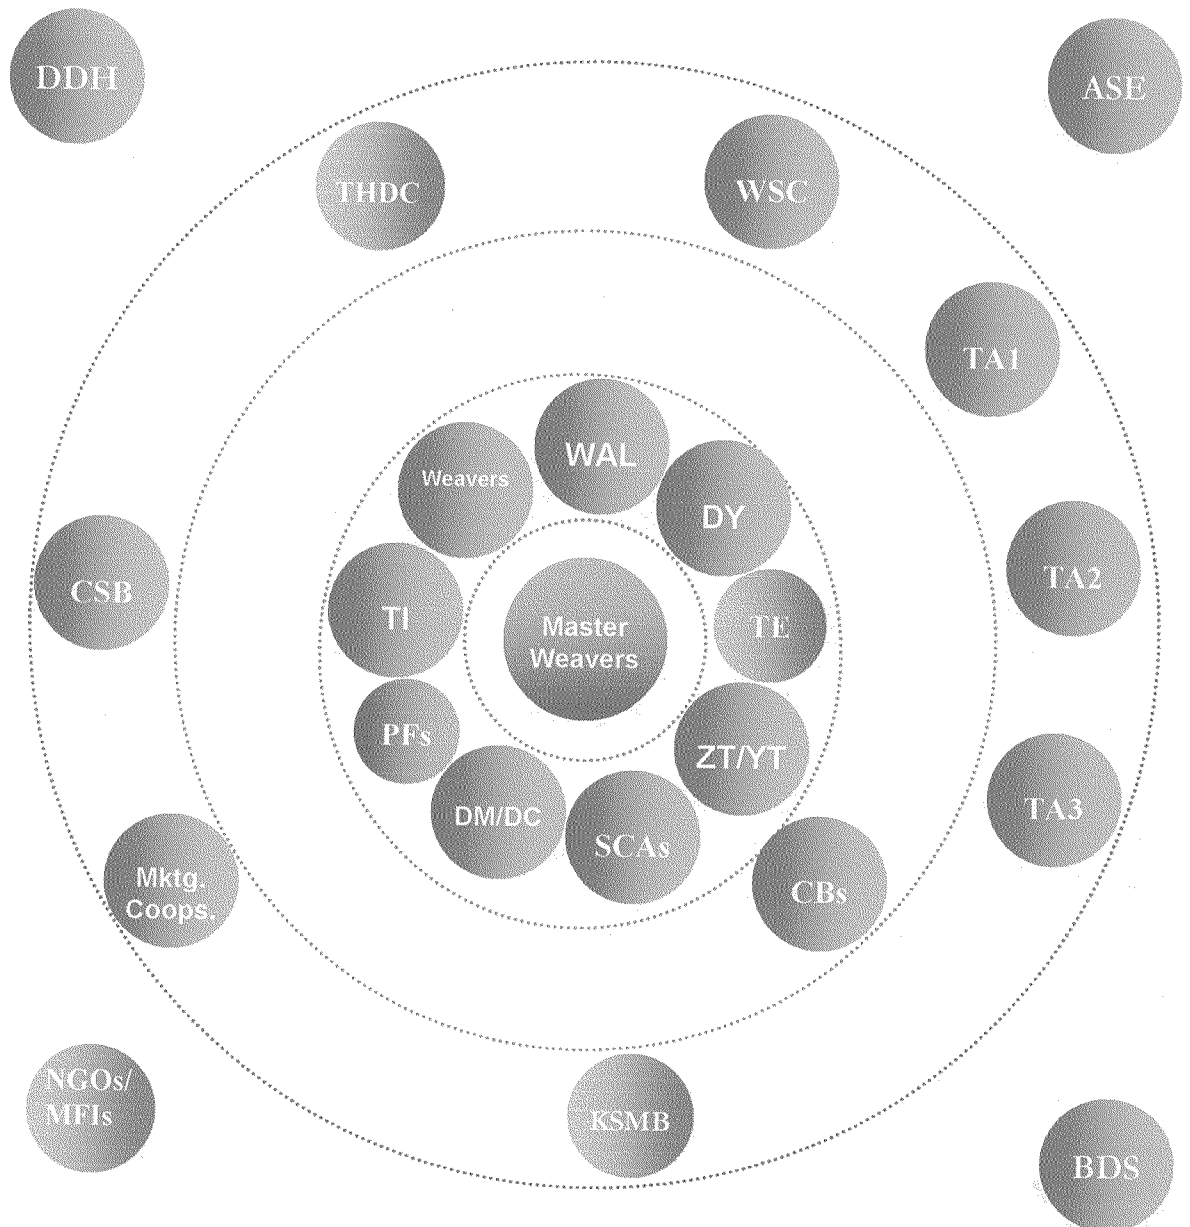 DDH
ASE
THDC
WSC
TA1
WAL
Weavers
DY
CSB
TA2
TI
Master
Weavers
TE
PFs
ZT/YT
DM/DC
SCAs
TA3
Mktg.
Coops.
CBs
NGOs/
MFIs
KSMB
BDS